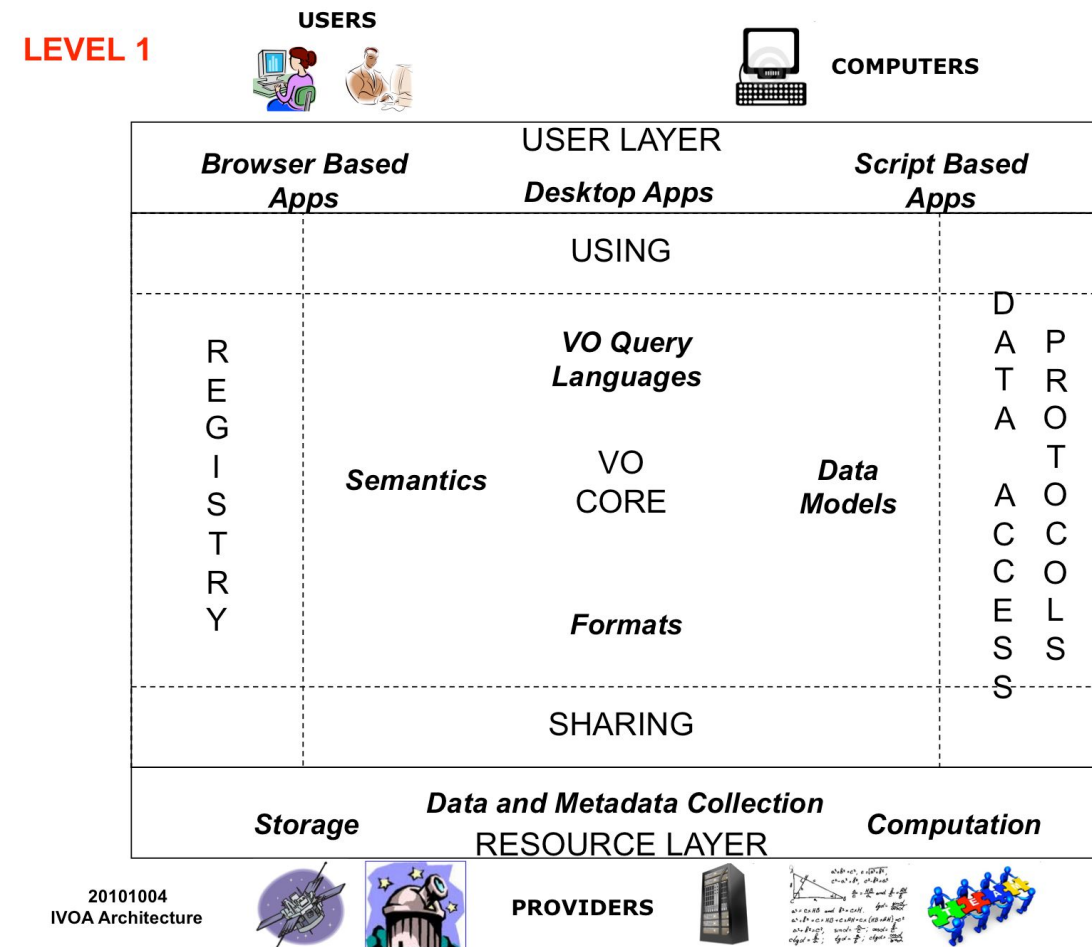 LEVEL 1
USERS
COMPUTERS
USER LAYER
Browser Based
Apps
Desktop Apps
Script Based
Apps
USING
REGISTRY
VO Query
Languages
Semantics
VO
CORE
Data
Models
Formats
DATA ACCESS
PROTOCOLS
SHARING
Storage
Data and Metadata Collection
Computation
RESOURCE LAYER
20101004
IVOA Architecture
PROVIDERS